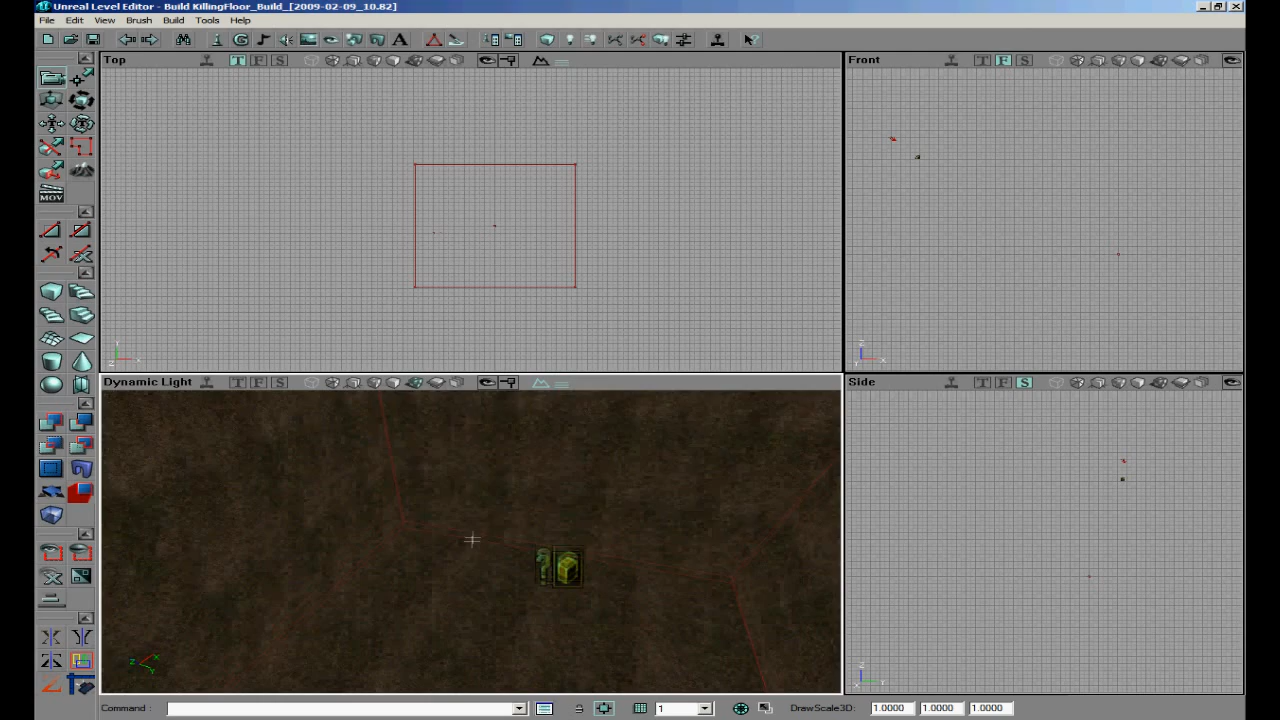 Unreal Level Editor - Build KillingFloor_Build_[2009-02-09_10.82]
File Edit View Brush Build Tools Help
Top T F S
Front T F S
MOV
Dynamic Light T F S
Side T F S
Command :
1
DrawScale3D: 1.0000 1.0000 1.0000